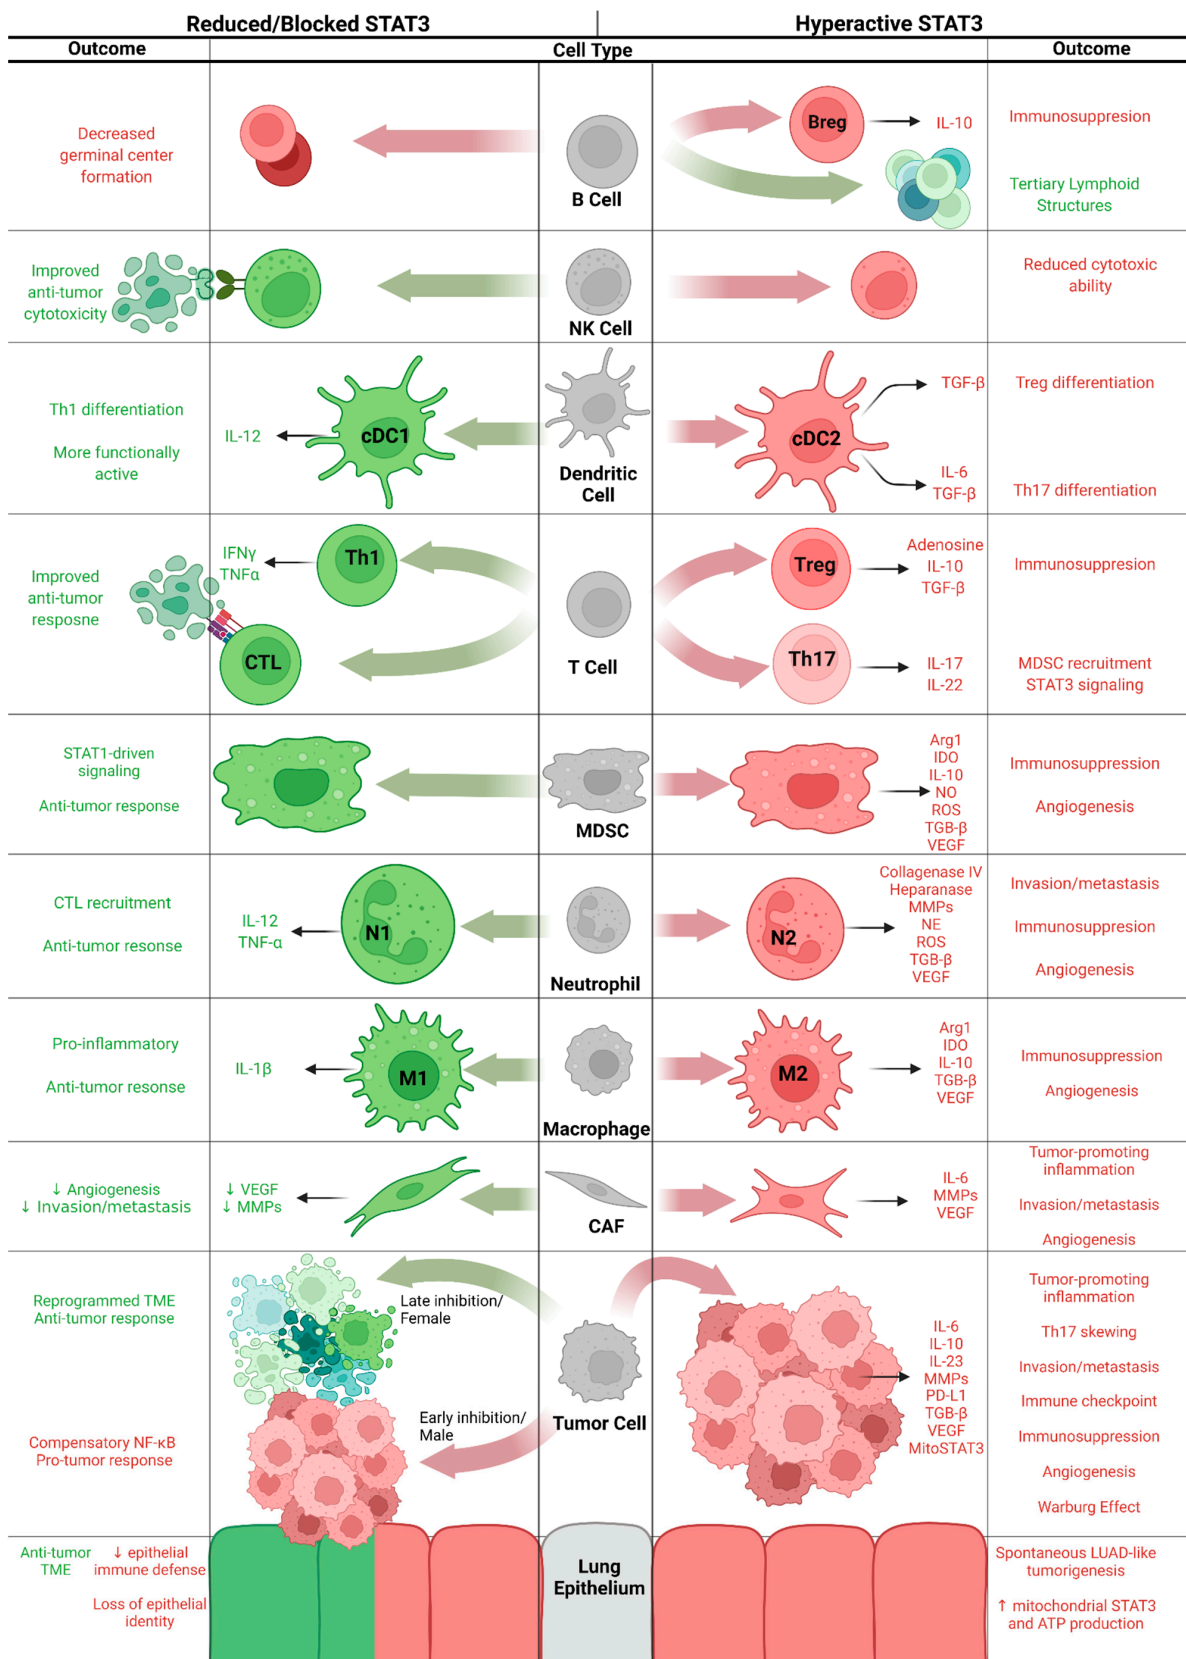 Reduced/Blocked STAT3
Hyperactive STAT3
Outcome
Cell Type
Outcome
Decreased
germinal center
formation
B Cell
Breg
IL-10
Immunosuppresion
Tertiary Lymphoid
Structures
Improved
anti-tumor
cytotoxicity
NK Cell
Reduced cytotoxic
ability
Th1 differentiation
More functionally
active
IL-12
cDC1
Dendritic
Cell
cDC2
TGF-β
IL-6
TGF-β
Treg differentiation
Th17 differentiation
Improved
anti-tumor
resposne
IFNγ
TNFα
Th1
CTL
T Cell
Treg
Adenosine
IL-10
TGF-β
Immunosuppresion
Th17
IL-17
IL-22
MDSC recruitment
STAT3 signaling
STAT1-driven
signaling
Anti-tumor response
MDSC
Arg1
IDO
IL-10
NO
ROS
TGB-β
VEGF
Immunosuppression
Angiogenesis
CTL recruitment
Anti-tumor resonse
IL-12
TNF-α
N1
Neutrophil
N2
Collagenase IV
Heparanase
MMPs
NE
ROS
TGB-β
VEGF
Invasion/metastasis
Immunosuppresion
Angiogenesis
Pro-inflammatory
Anti-tumor resonse
IL-1β
M1
Macrophage
M2
Arg1
IDO
IL-10
TGB-β
VEGF
Immunosuppression
Angiogenesis
↓ Angiogenesis
↓ Invasion/metastasis
↓ VEGF
↓ MMPs
CAF
IL-6
MMPs
VEGF
Tumor-promoting
inflammation
Invasion/metastasis
Angiogenesis
Reprogrammed TME
Anti-tumor response
Late inhibition/
Female
Compensatory NF-κB
Pro-tumor response
Early inhibition/
Male
Tumor Cell
IL-6
IL-10
IL-23
MMPs
PD-L1
TGB-β
VEGF
MitoSTAT3
Tumor-promoting
inflammation
Th17 skewing
Invasion/metastasis
Immune checkpoint
Immunosuppression
Angiogenesis
Warburg Effect
Anti-tumor
TME
↓ epithelial
immune defense
Loss of epithelial
identity
Lung
Epithelium
Spontaneous LUAD-like
tumorigenesis
↑ mitochondrial STAT3
and ATP production